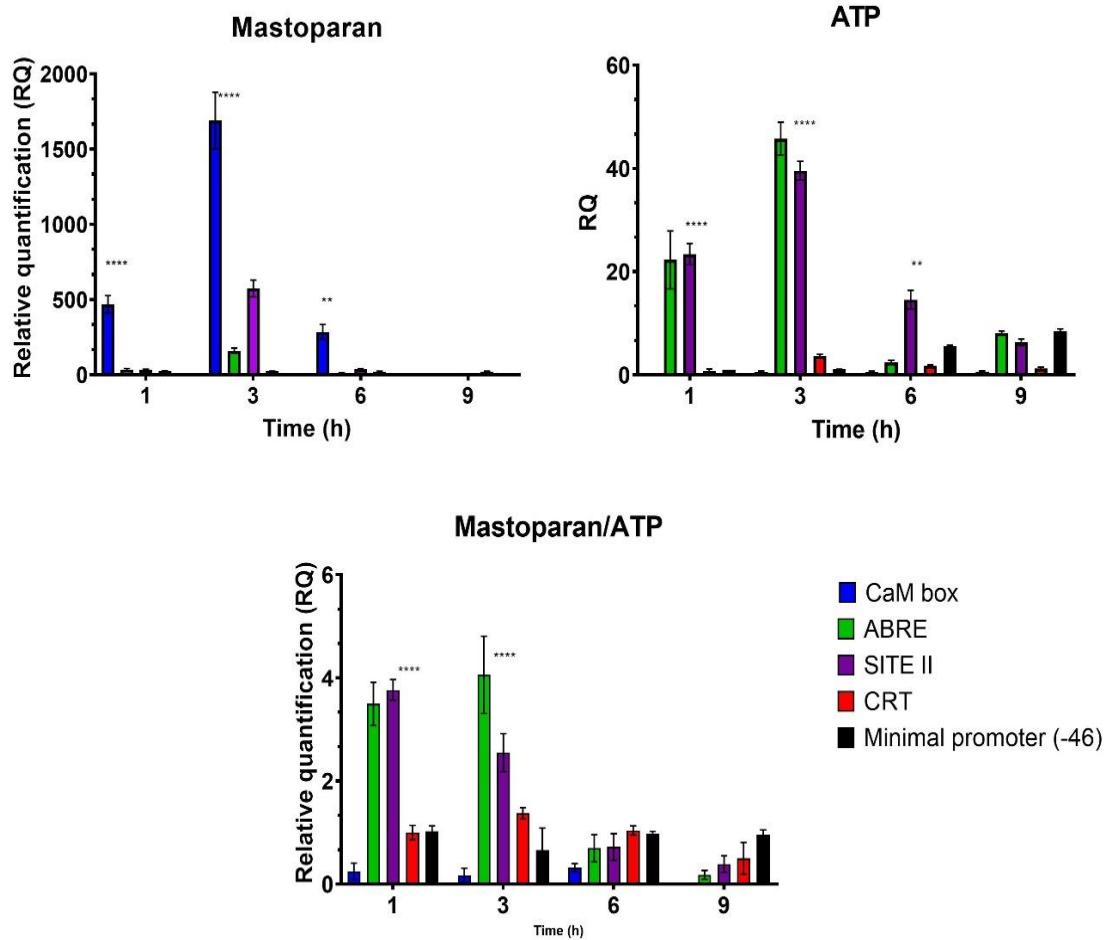 Mastoparan
Relative quantification (RQ)
2000
1500
1000
500
0
****
****
**
1
3
6
9
Time (h)
ATP
RQ
60
40
20
0
****
****
**
1
3
6
9
Time (h)
Mastoparan/ATP
Relative quantification (RQ)
6
4
2
0
****
****
1
3
6
9
Time (h)
CaM box
ABRE
SITE II
CRT
Minimal promoter (-46)